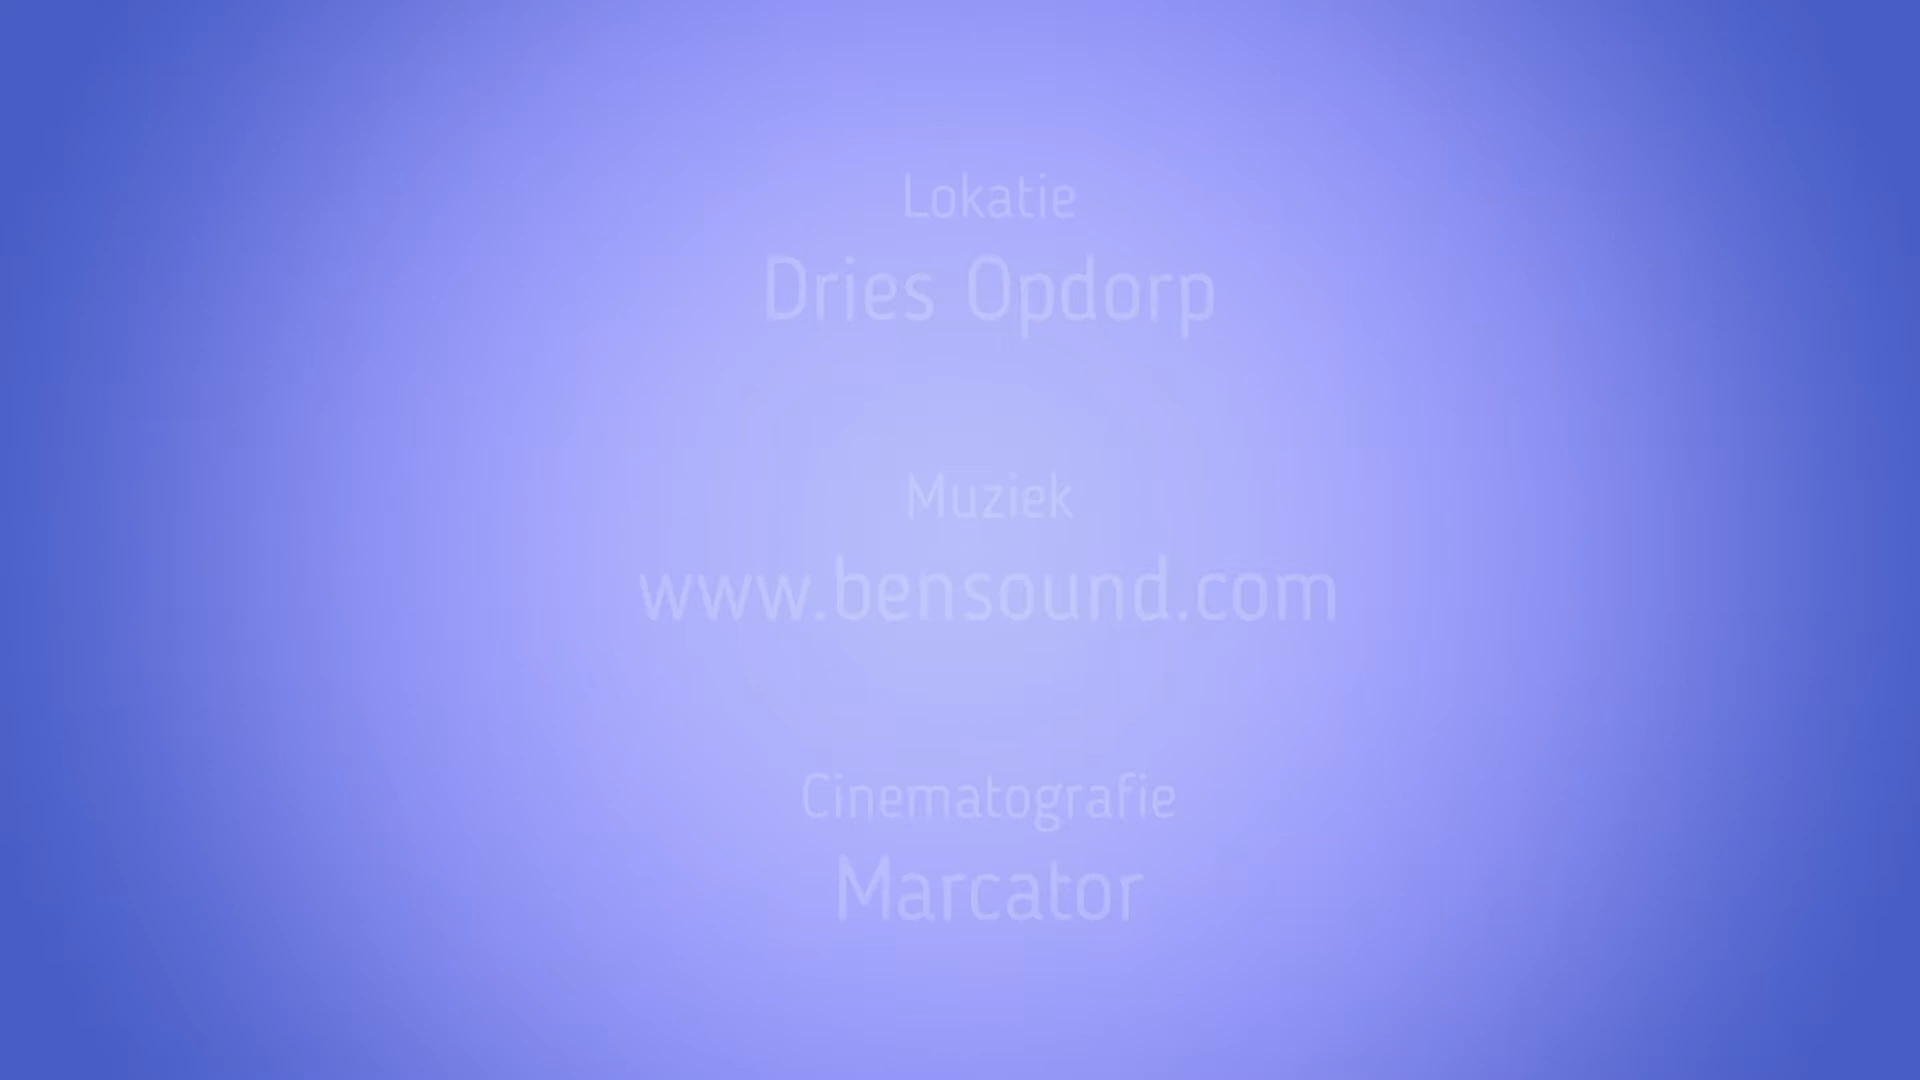 Lokatie
Dries Opdorp
Muziek
www.bensound.com
Cinematografie
Marcator